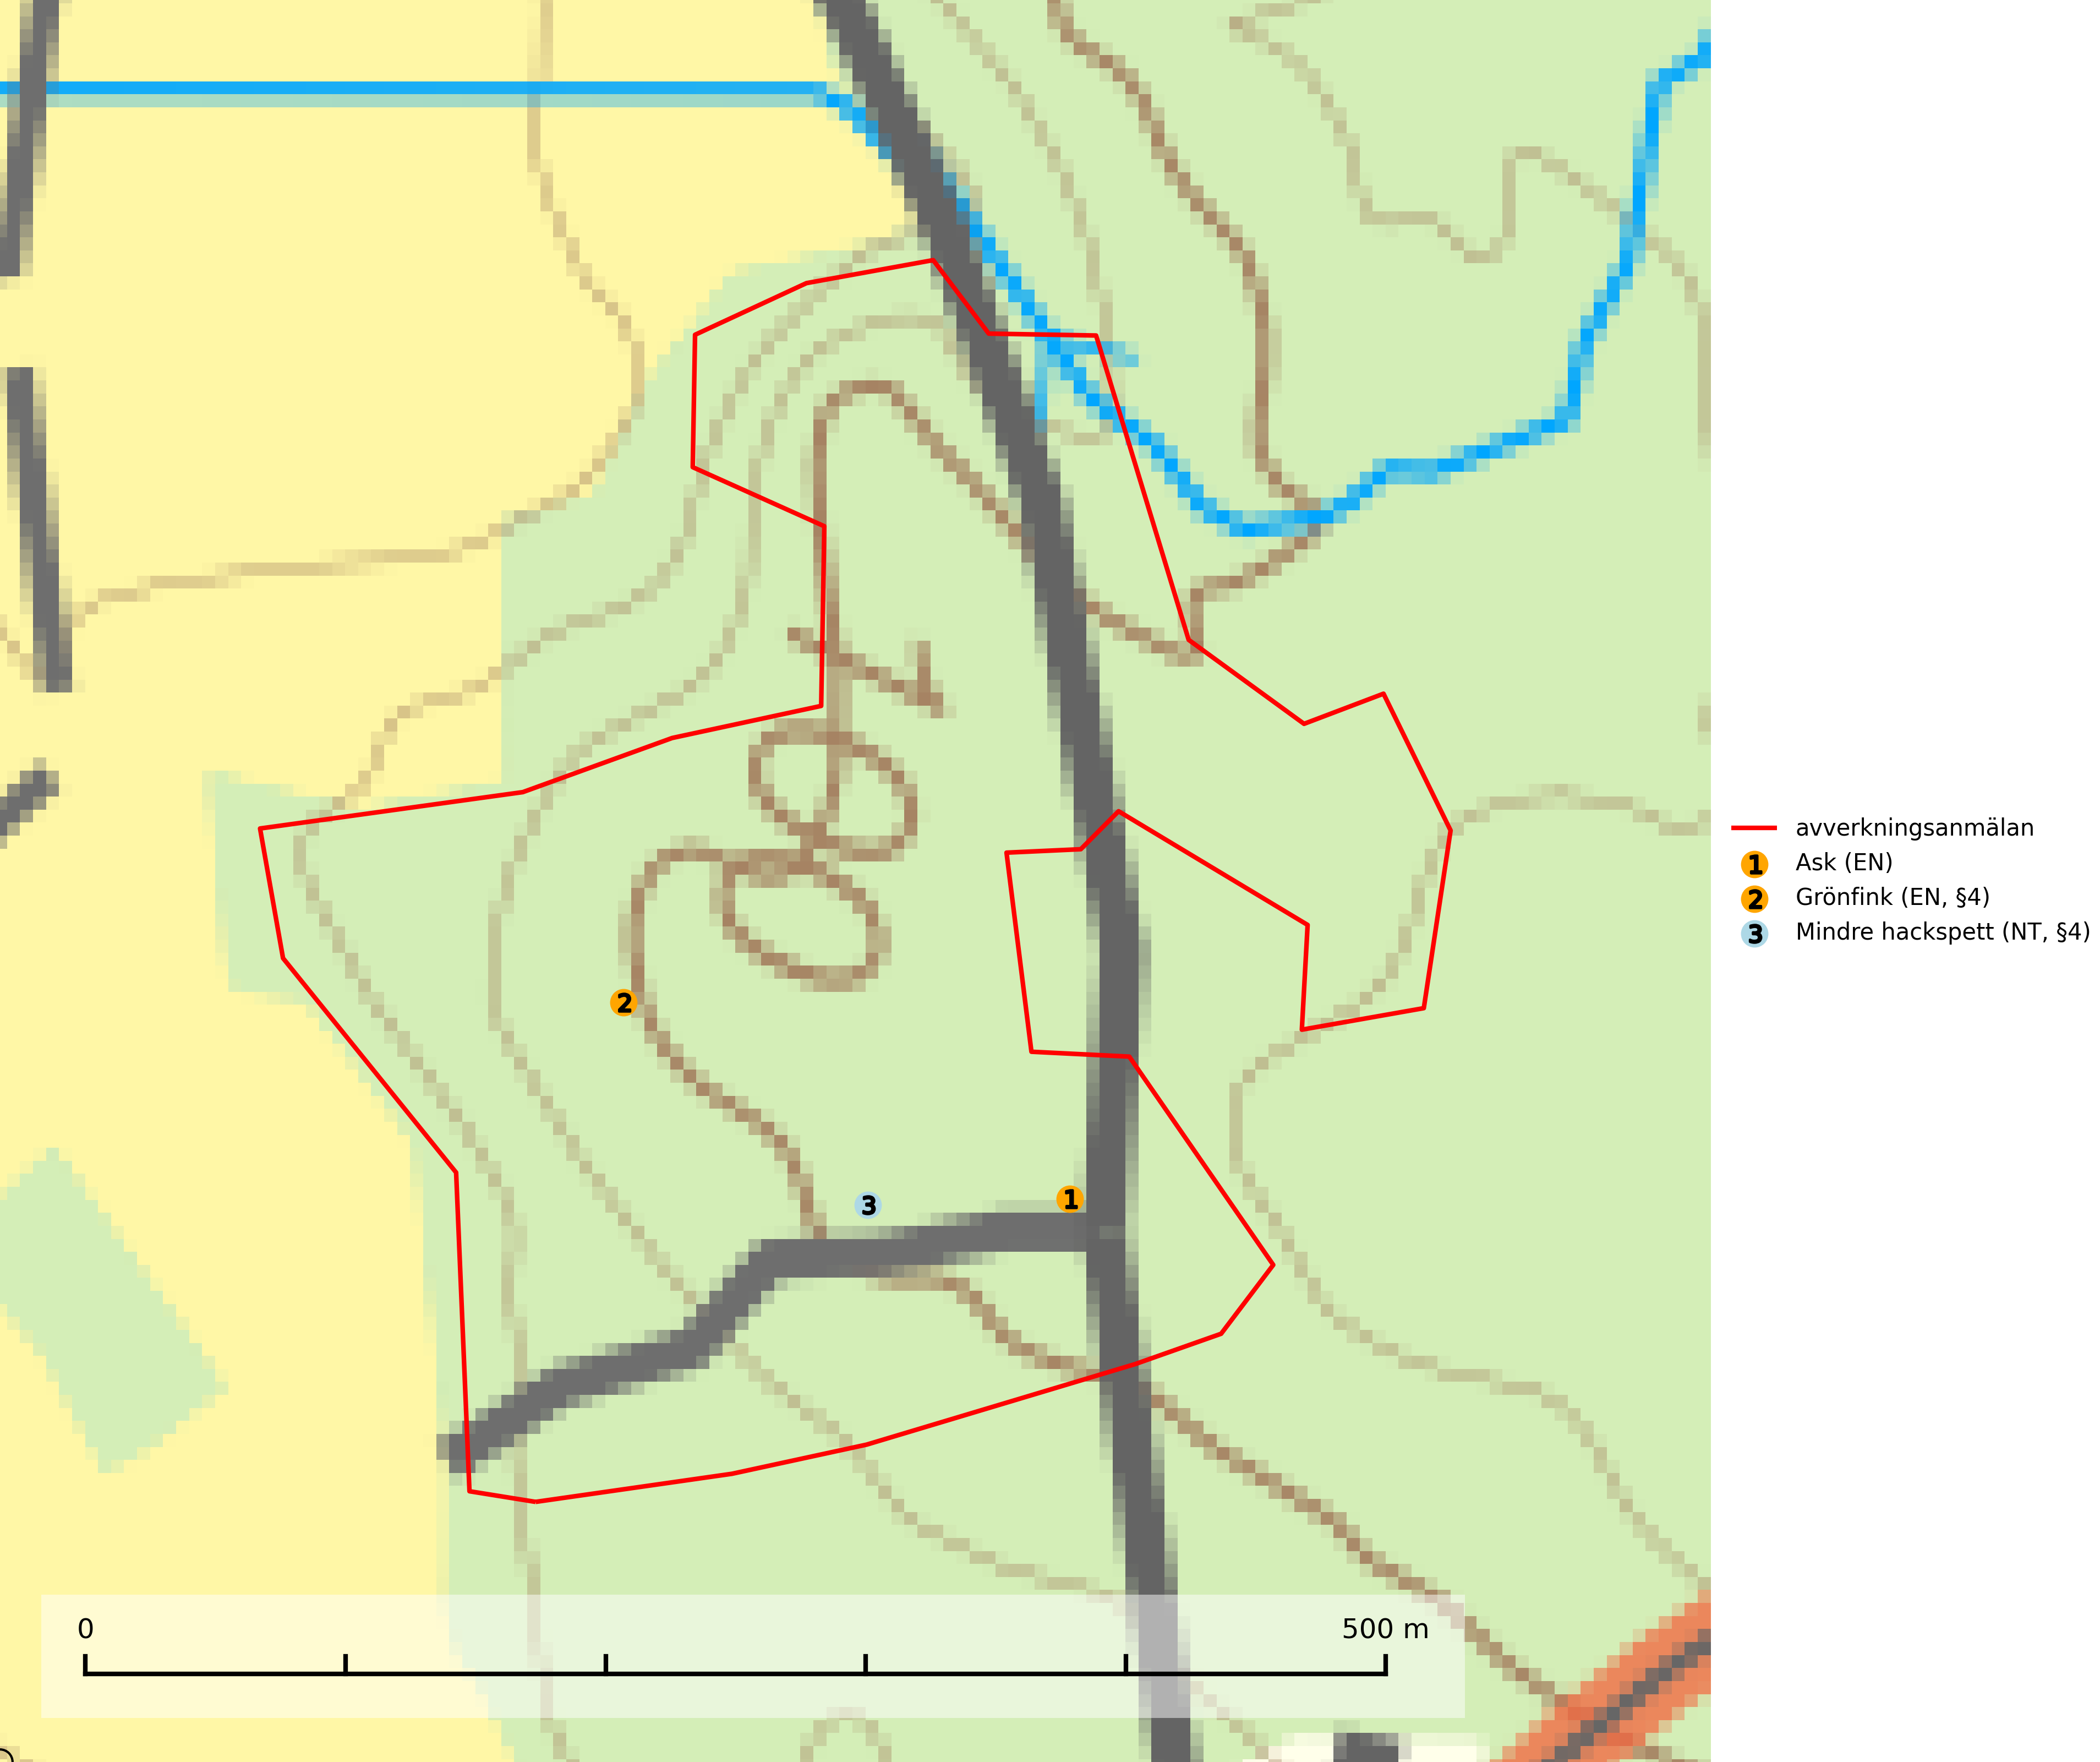 avverkningsanmälan
1 Ask (EN)
2 Grönfink (EN, §4)
3 Mindre hackspett (NT, §4)
2
3
1
0
500 m